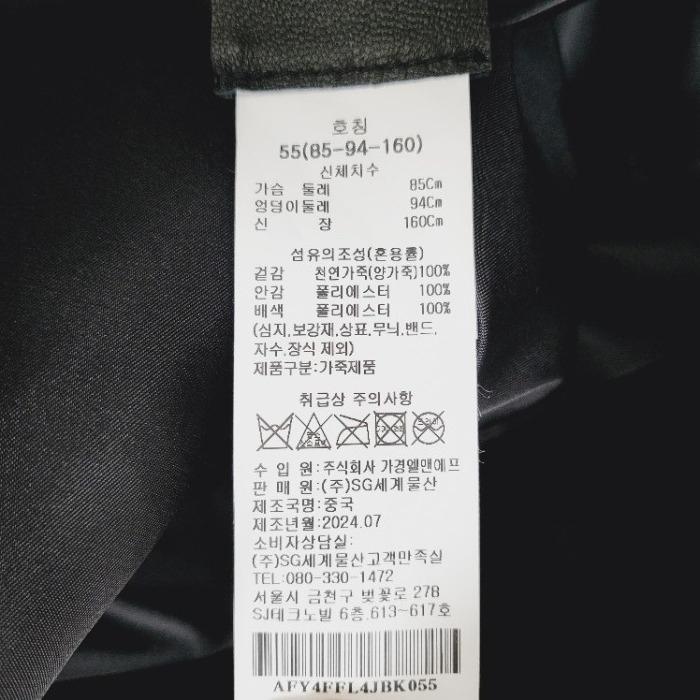 호칭
55(85-94-160)
신체치수
가슴 둘레 85Cm
엉덩이둘레 94Cm
신 장 160Cm
섬유의조성(혼용률)
겉감 천연가죽(양가죽)100%
안감 폴리에스터 100%
배색 폴리에스터 100%
(심지,보강재,상표,무늬,밴드,
자수,장식 제외)
제품구분:가죽제품
취급상 주의사항
수 입 원:주식회사 가경엘앤에프
판 매 원:(주)SG세계물산
제조국명:중국
제조년월:2024.07
소비자상담실:
(주)SG세계물산고객만족실
TEL:080-330-1472
서울시 금천구 벚꽃로 278
SJ테크노빌 6층.613-617호
AFY4FFL4JBK055